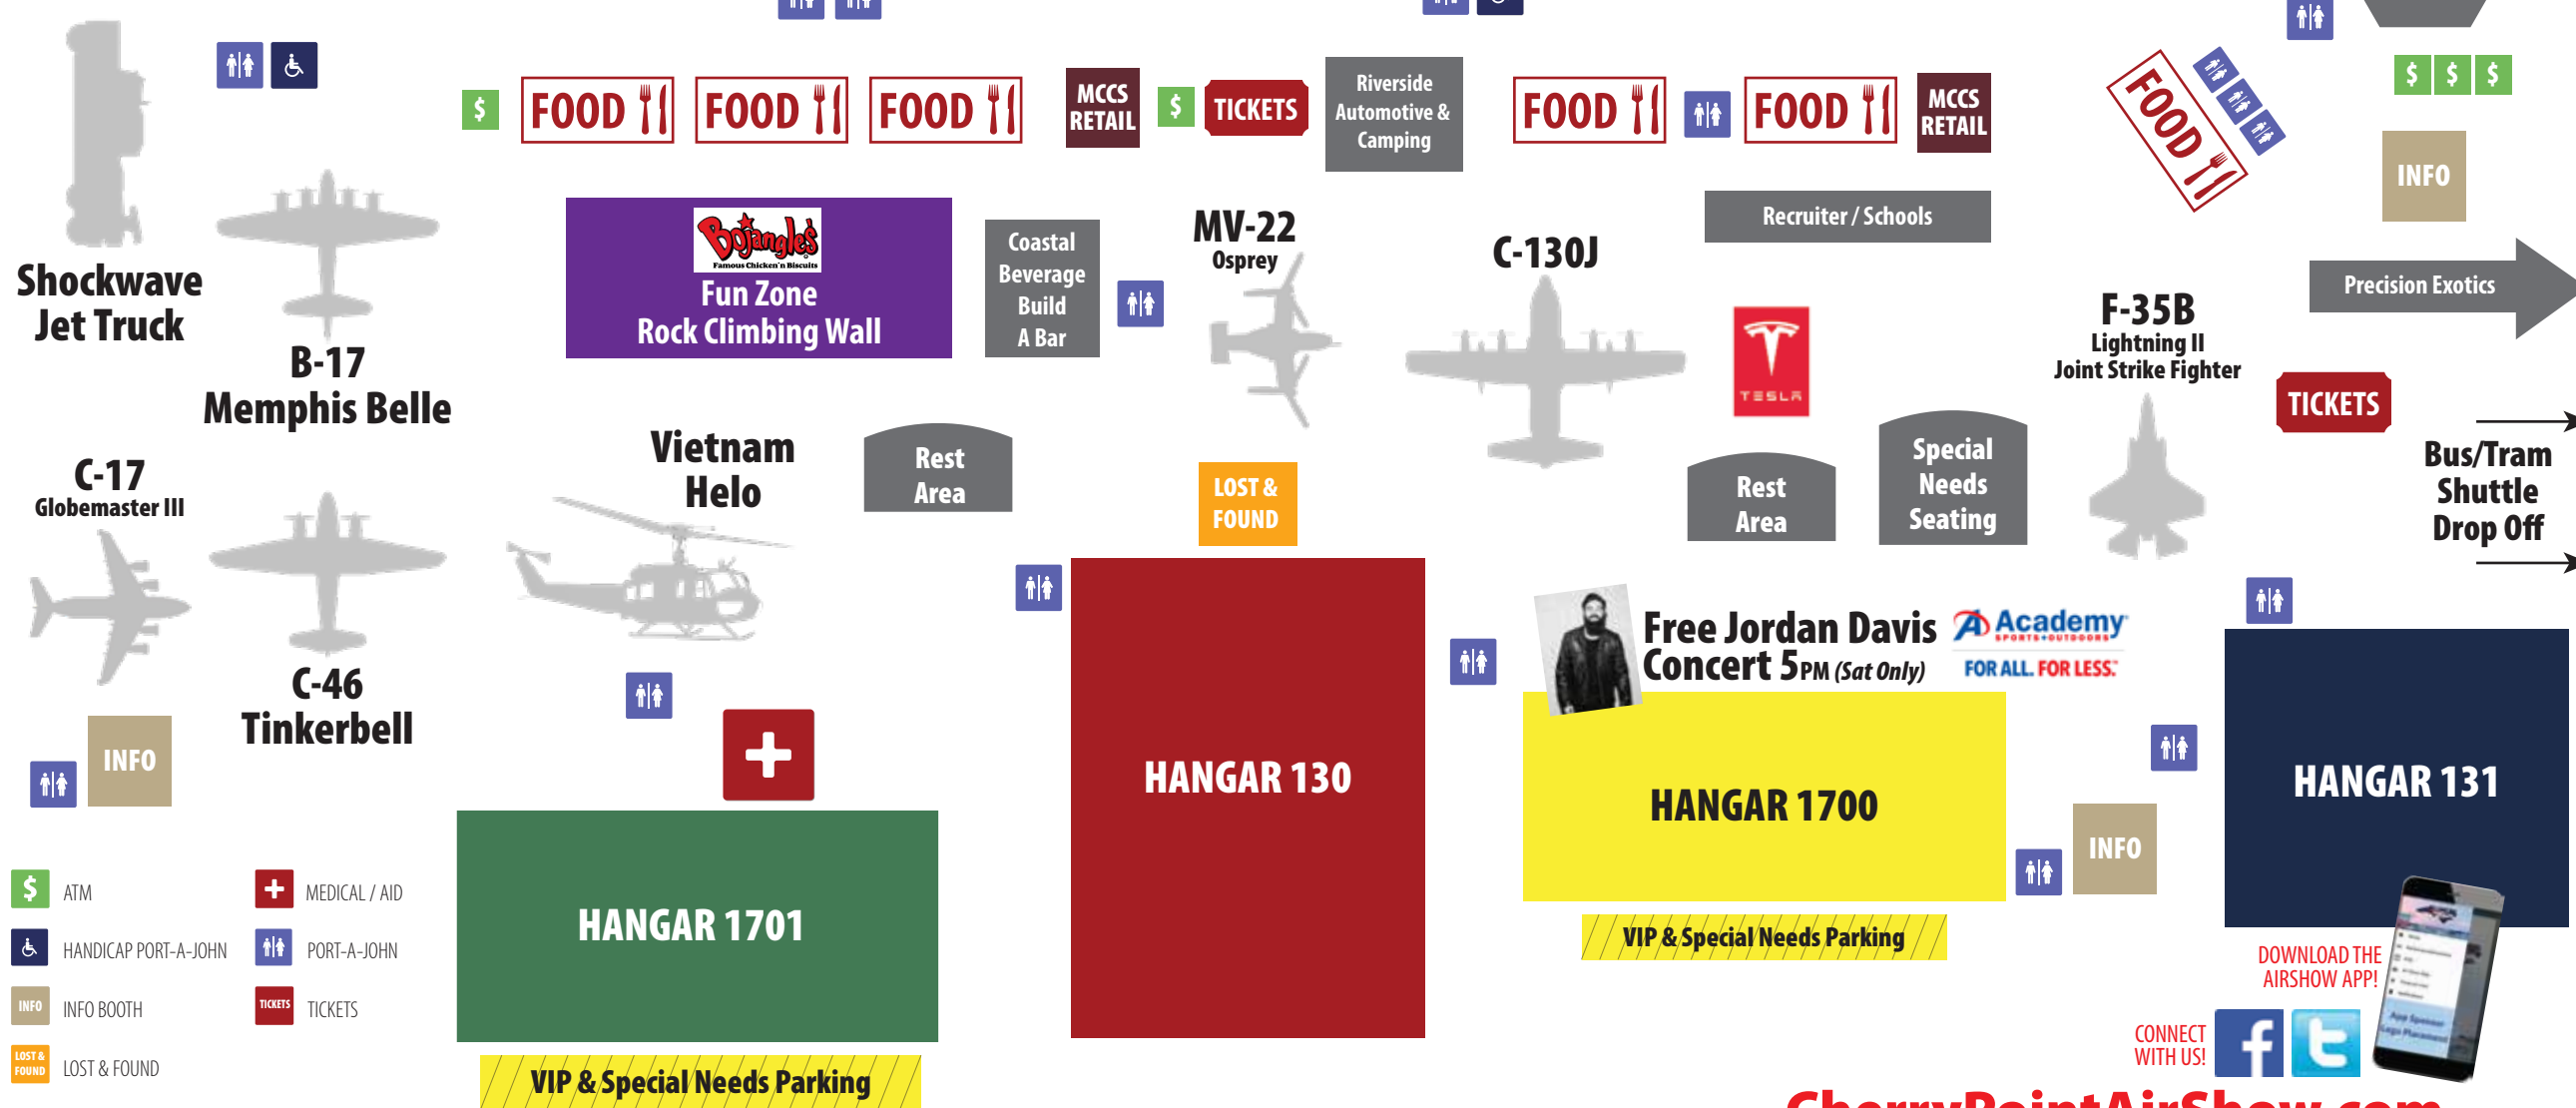 $ $ $
FOOD
FOOD
FOOD
MCCS
RETAIL
$
$
TICKETS
Riverside
Automotive &
Camping
FOOD
FOOD
MCCS
RETAIL
FOOD
INFO
Bojangles'
Famous Chicken 'n Biscuits
Fun Zone
Rock Climbing Wall
Coastal
Beverage
Build
A Bar
MV-22
Osprey
C-130J
Recruiter / Schools
Precision Exotics
Shockwave
Jet Truck
B-17
Memphis Belle
TESLA
F-35B
Lightning II
Joint Strike Fighter
TICKETS
Bus/Tram
Shuttle
Drop Off
C-17
Globemaster III
Vietnam
Helo
Rest
Area
LOST &
FOUND
Rest
Area
Special
Needs
Seating
C-46
Tinkerbell
Free Jordan Davis
Concert 5PM (Sat Only)
Academy
SPORTS+OUTDOORS
FOR ALL. FOR LESS.
INFO
HANGAR 130
HANGAR 1700
HANGAR 131
INFO
HANGAR 1701
VIP & Special Needs Parking
VIP & Special Needs Parking
$ ATM
MEDICAL / AID
HANDICAP PORT-A-JOHN
PORT-A-JOHN
INFO INFO BOOTH
TICKETS TICKETS
LOST &
FOUND LOST & FOUND
DOWNLOAD THE
AIRSHOW APP!
App Sponsor
Logo Placement
CONNECT
WITH US!
CherryPointAirShow.com